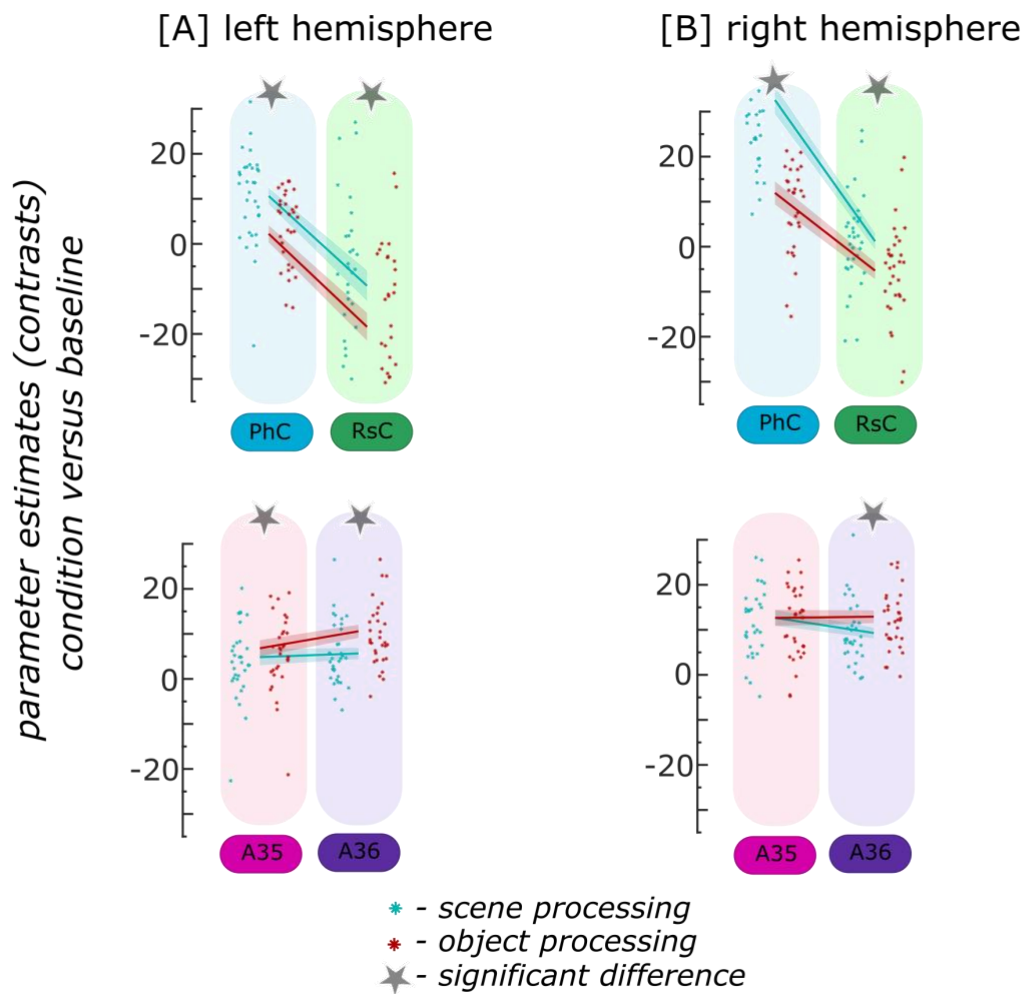 [A] left hemisphere
[B] right hemisphere
parameter estimates (contrasts)
condition versus baseline
20
0
-20
PhC
RsC
20
0
-20
PhC
RsC
20
0
-20
A35
A36
20
0
-20
A35
A36
- scene processing
- object processing
- significant difference